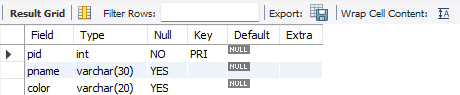 Result Grid Filter Rows: Export: Wrap Cell Content: IA
Field Type Null Key Default Extra
pid int NO PRI NULL
pname varchar(30) YES NULL
color varchar(20) YES NULL